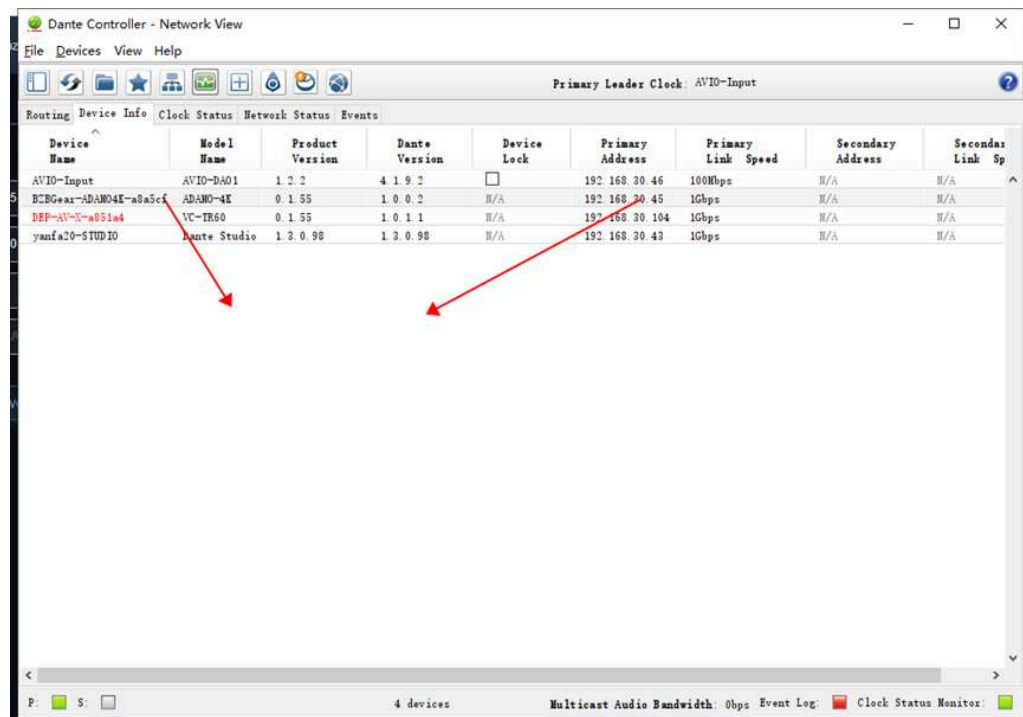 Dante Controller - Network View
File Devices View Help
Primary Leader Clock: AVIO-Input
Routing Device Info Clock Status Network Status Events
Device Name Model Name Product Version Dante Version Device Lock Primary Address Primary Link Speed Secondary Address Secondar Link Sp
AVIO-Input AVIO-DAO1 1.2.2 4.1.9.2 192.168.30.46 100Mbps N/A N/A
BZBGear-ADAMO4K-a8a5cf ADAMO-4K 0.1.55 1.0.0.2 N/A 192.168.30.45 1Gbps N/A N/A
DEP-AV-X-a851a4 VC-TR60 0.1.55 1.0.1.1 N/A 192.168.30.104 1Gbps N/A N/A
yanfa20-STUDIO Dante Studio 1.3.0.98 1.3.0.98 N/A 192.168.30.43 1Gbps N/A N/A
P: S: 4 devices Multicast Audio Bandwidth: 0bps Event Log: Clock Status Monitor: